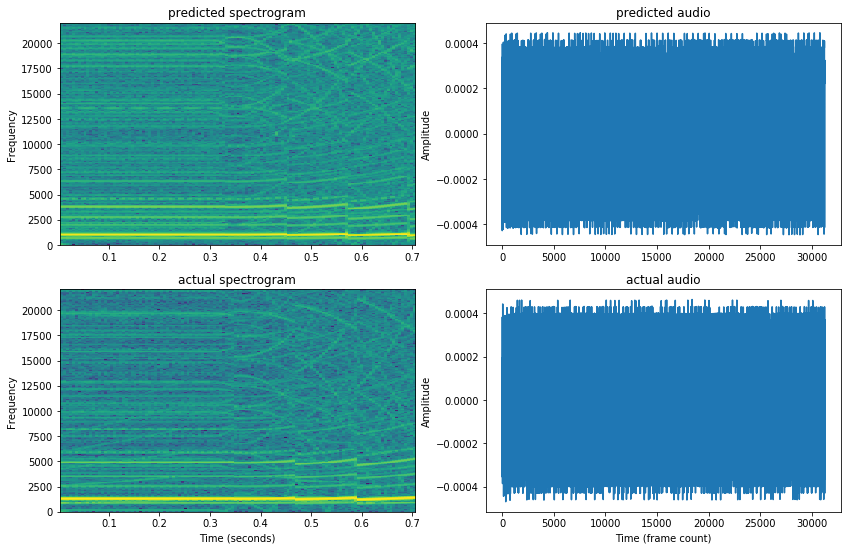 predicted spectrogram
Frequency
20000
17500
15000
12500
10000
7500
5000
2500
0
0.1 0.2 0.3 0.4 0.5 0.6 0.7
predicted audio
Amplitude
0.0004
0.0002
0.0000
−0.0002
−0.0004
0 5000 10000 15000 20000 25000 30000
actual spectrogram
Frequency
20000
17500
15000
12500
10000
7500
5000
2500
0
0.1 0.2 0.3 0.4 0.5 0.6 0.7
Time (seconds)
actual audio
Amplitude
0.0004
0.0002
0.0000
−0.0002
−0.0004
0 5000 10000 15000 20000 25000 30000
Time (frame count)